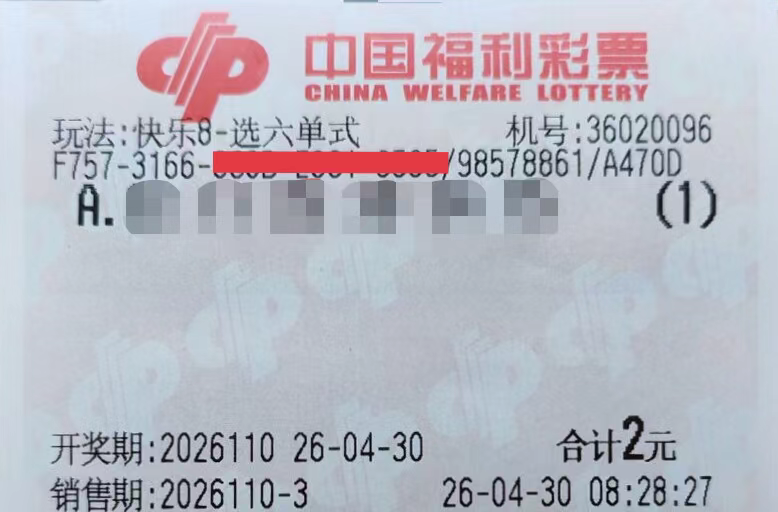 中国福利彩票
CHINA WELFARE LOTTERY
玩法:快乐8-选六单式 机号:36020096
F757-3166-/98578861/A470D
A. (1)
开奖期:2026110 26-04-30 合计2元
销售期:2026110-3 26-04-30 08:28:27